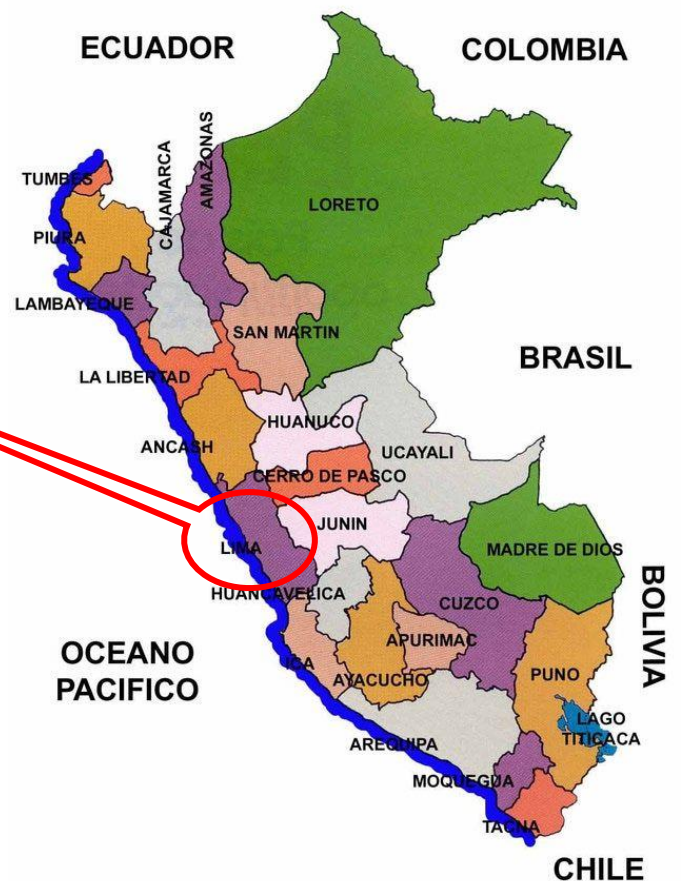 ECUADOR
COLOMBIA
TUMBES
CAJAMARCA
AMAZONAS
LORETO
PIURA
LAMBAYEQUE
SAN MARTIN
LA LIBERTAD
BRASIL
HUANUCO
ANCASH
UCAYALI
CERRO DE PASCO
JUNIN
LIMA
MADRE DE DIOS
HUANCAVELICA
CUZCO
BOLIVIA
OCEANO
PACIFICO
APURIMAC
ICA
AYACUCHO
PUNO
LAGO
TITICACA
AREQUIPA
MOQUEGUA
TACNA
CHILE